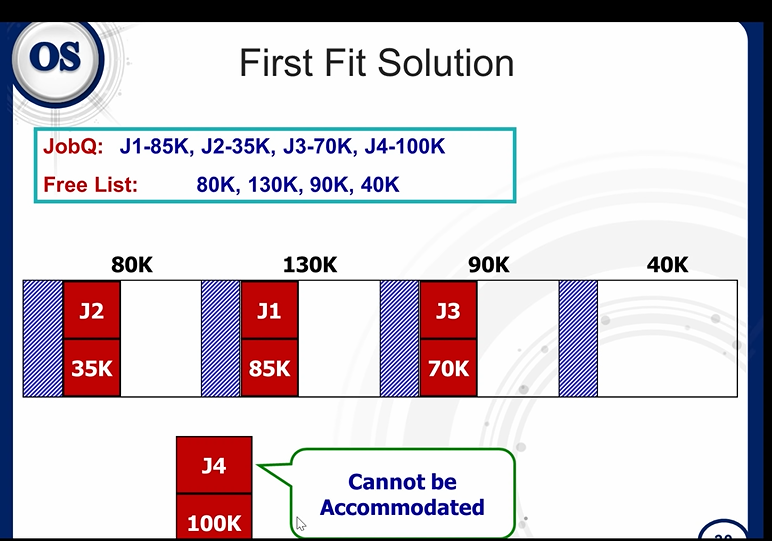 OS
First Fit Solution
JobQ: J1-85K, J2-35K, J3-70K, J4-100K
Free List: 80K, 130K, 90K, 40K
80K 130K 90K 40K
J2 J1 J3
35K 85K 70K
J4
100K
Cannot be
Accommodated